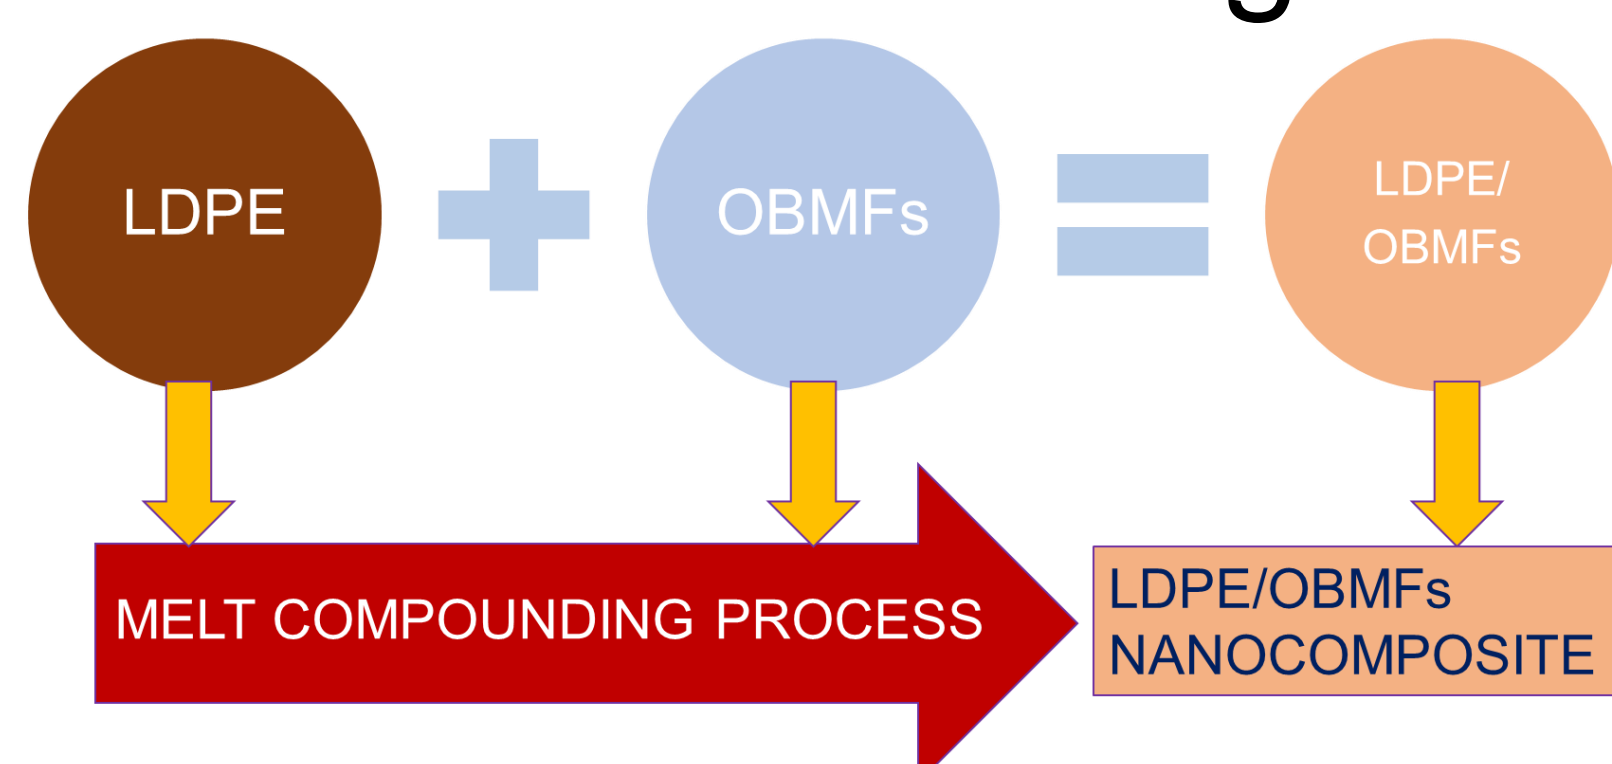 LDPE
OBMFs
LDPE/
OBMFs
MELT COMPOUNDING PROCESS
LDPE/OBMFs
NANOCOMPOSITE